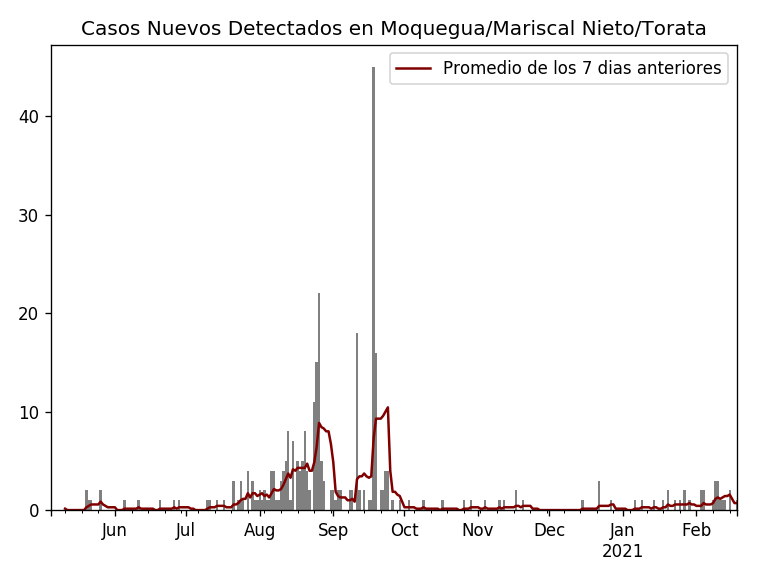 Casos Nuevos Detectados en Moquegua/Mariscal Nieto/Torata
Promedio de los 7 dias anteriores
40
30
20
10
0
Jun Jul Aug Sep Oct Nov Dec Jan Feb
2021